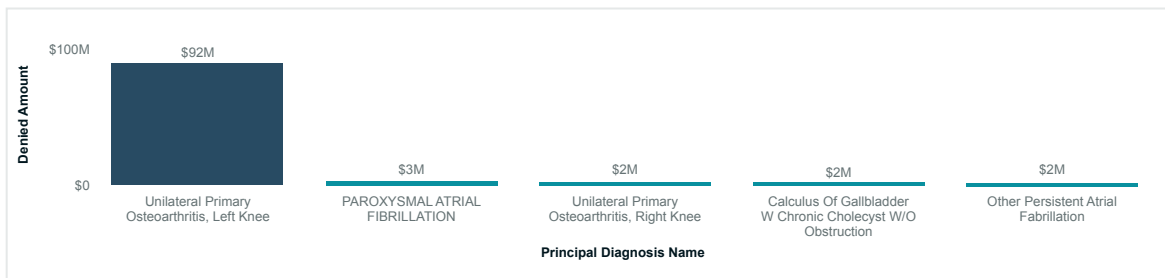 $100M
$0
Denied Amount
$92M
$3M
$2M
$2M
$2M
Unilateral Primary
Osteoarthritis, Left Knee
PAROXYSMAL ATRIAL
FIBRILLATION
Unilateral Primary
Osteoarthritis, Right Knee
Calculus Of Gallbladder
W Chronic Cholecyst W/O
Obstruction
Other Persistent Atrial
Fabrillation
Principal Diagnosis Name